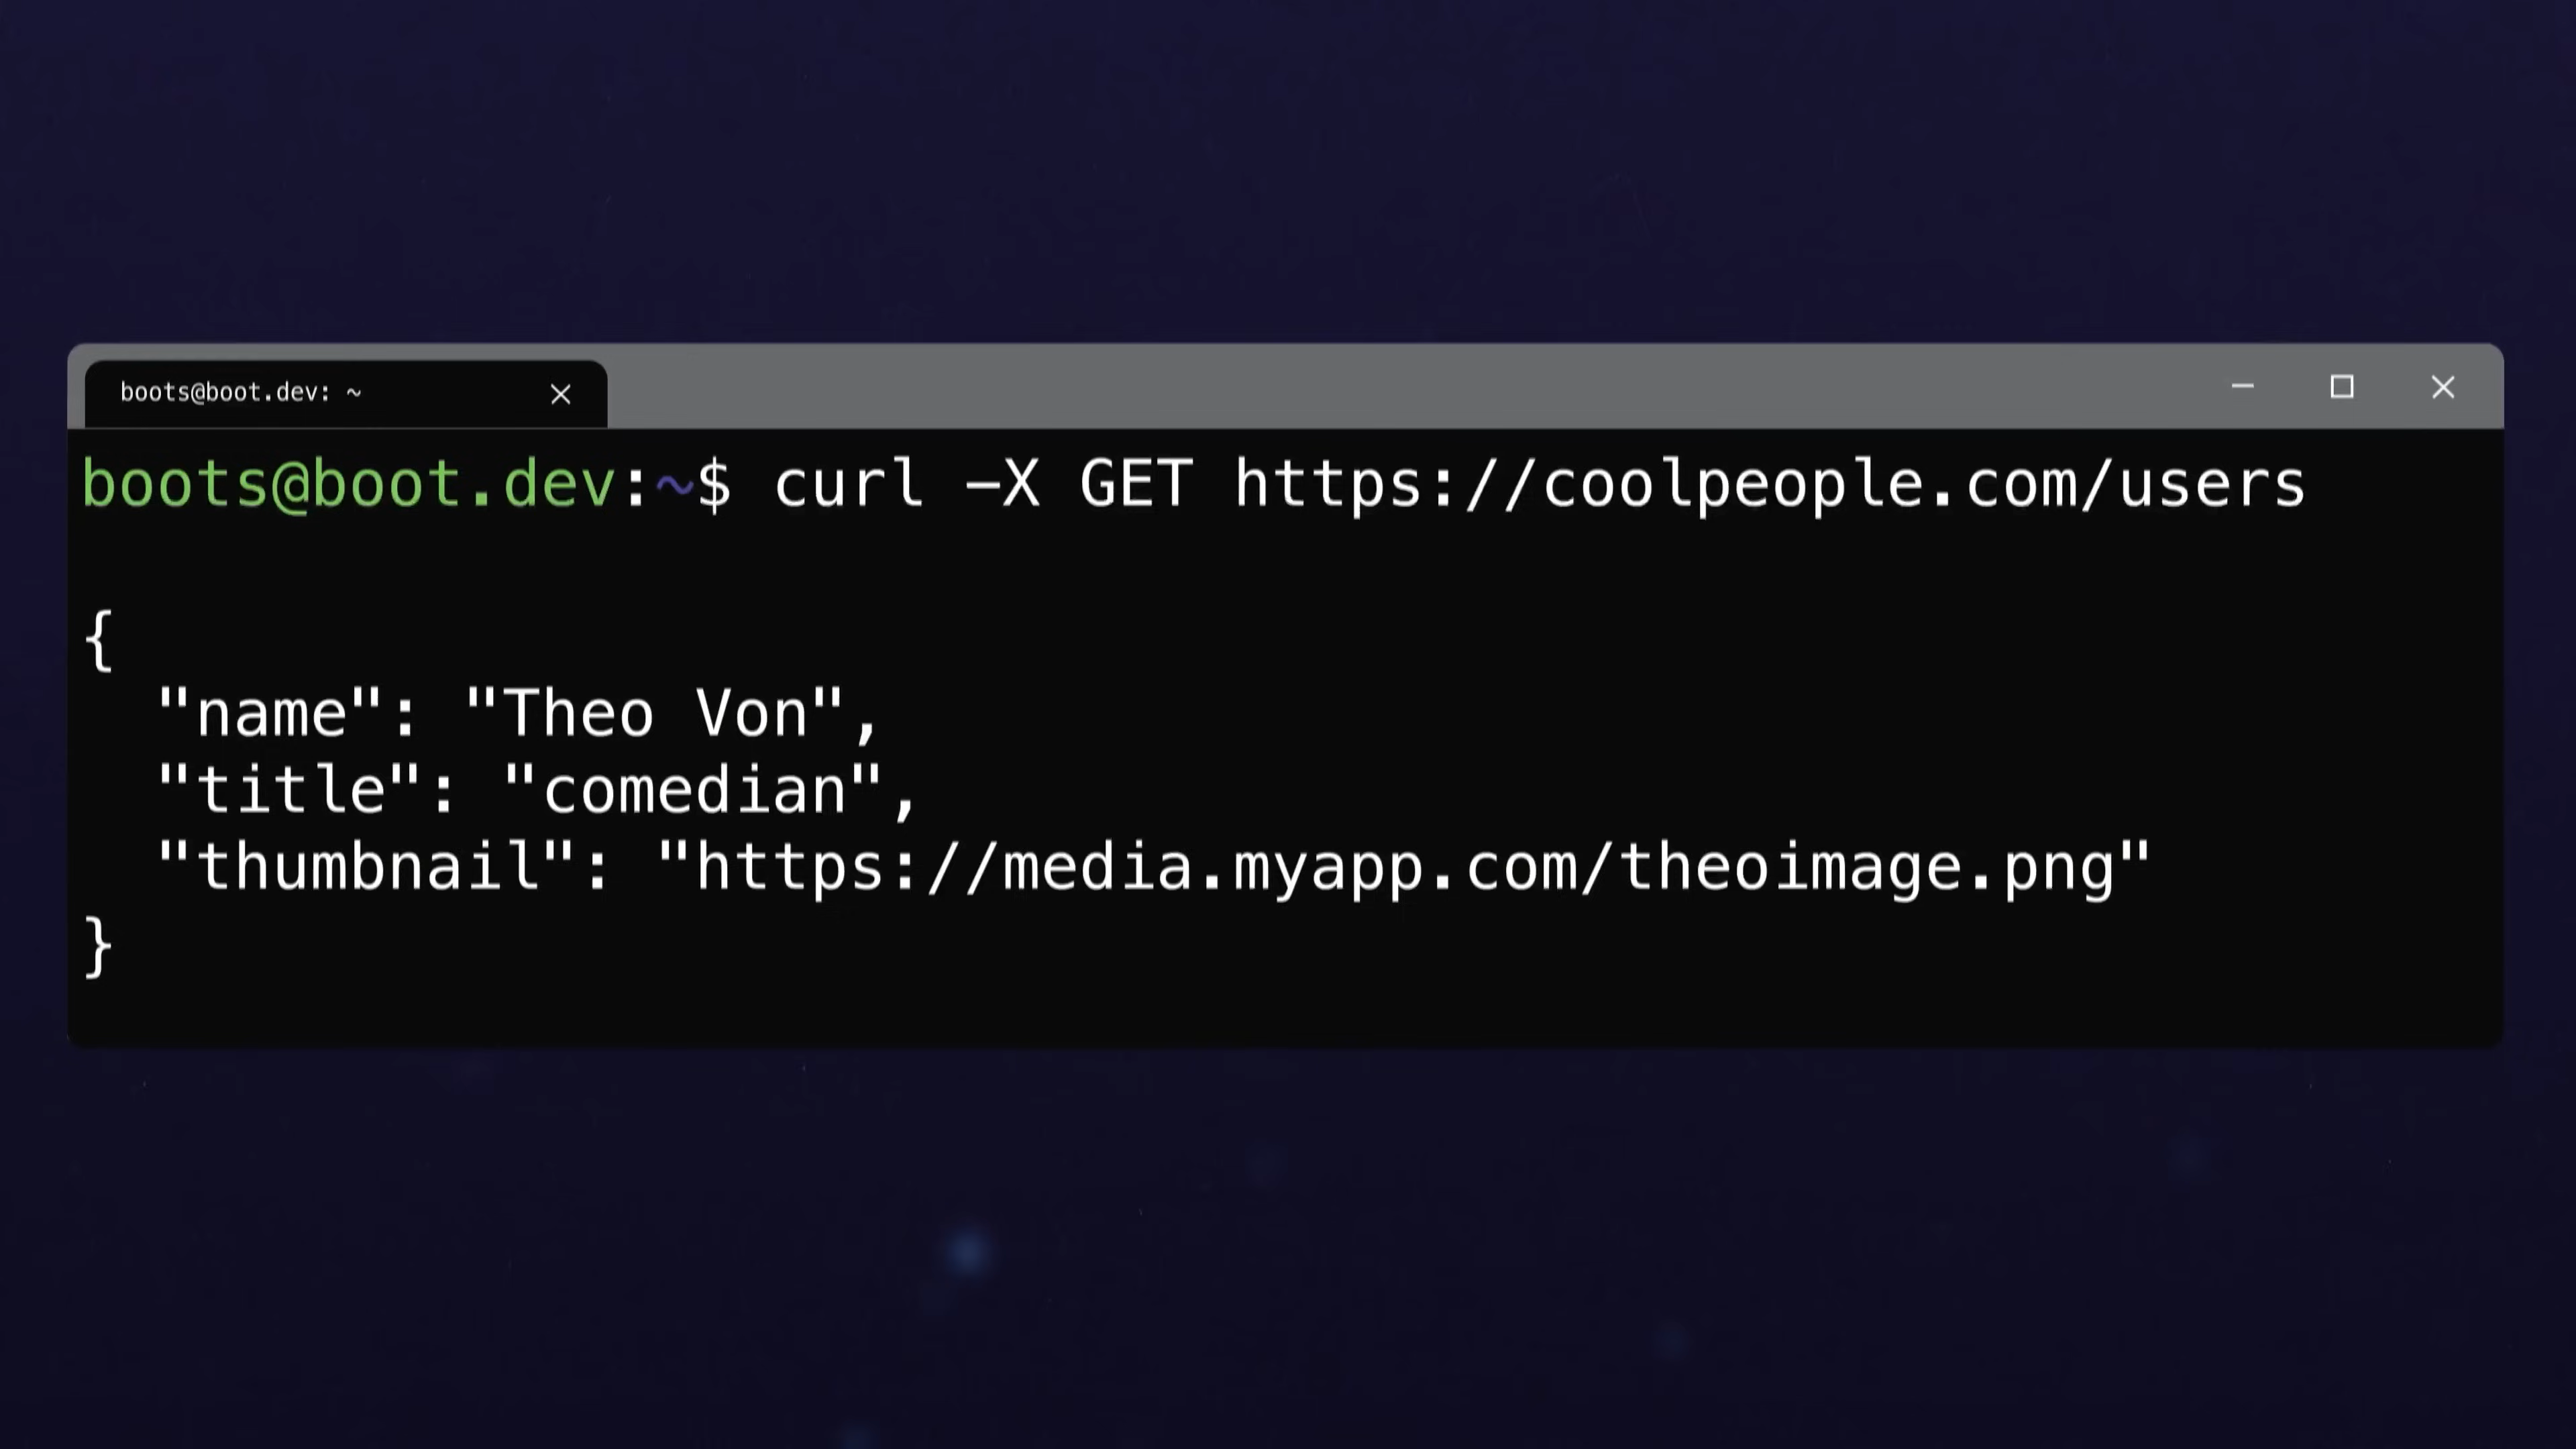 boots@boot.dev: ~
boots@boot.dev:~$ curl –X GET https://coolpeople.com/users
{
"name": "Theo Von",
"title": "comedian",
"thumbnail": "https://media.myapp.com/theoimage.png"
}